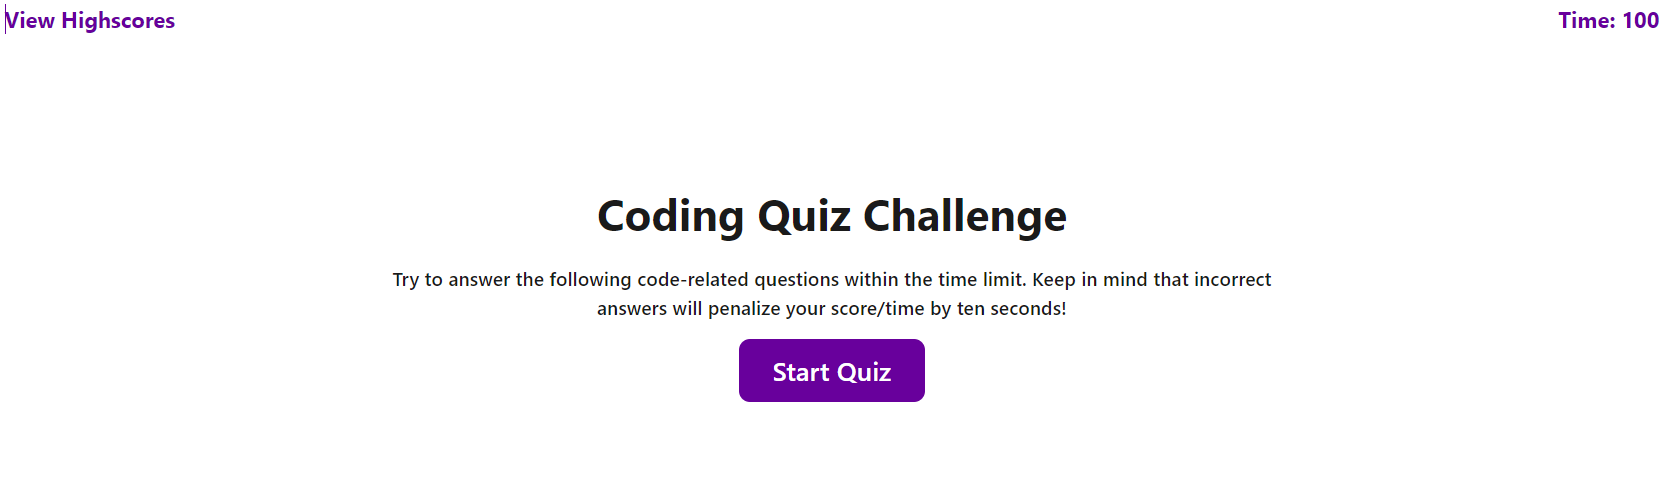 View Highscores
Time: 100
Coding Quiz Challenge
Try to answer the following code-related questions within the time limit. Keep in mind that incorrect
answers will penalize your score/time by ten seconds!
Start Quiz